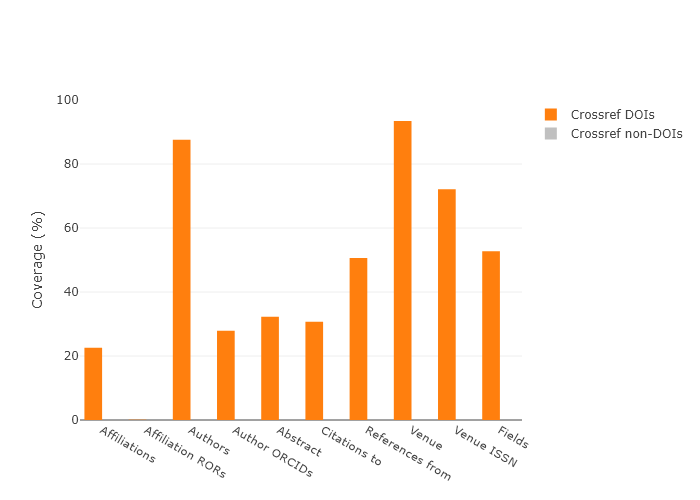 100
80
60
40
20
0
Coverage (%)
Affiliations
Affiliation RORs
Authors
Author ORCIDs
Abstract
Citations to
References from
Venue
Venue ISSN
Fields
Crossref DOIs
Crossref non-DOIs